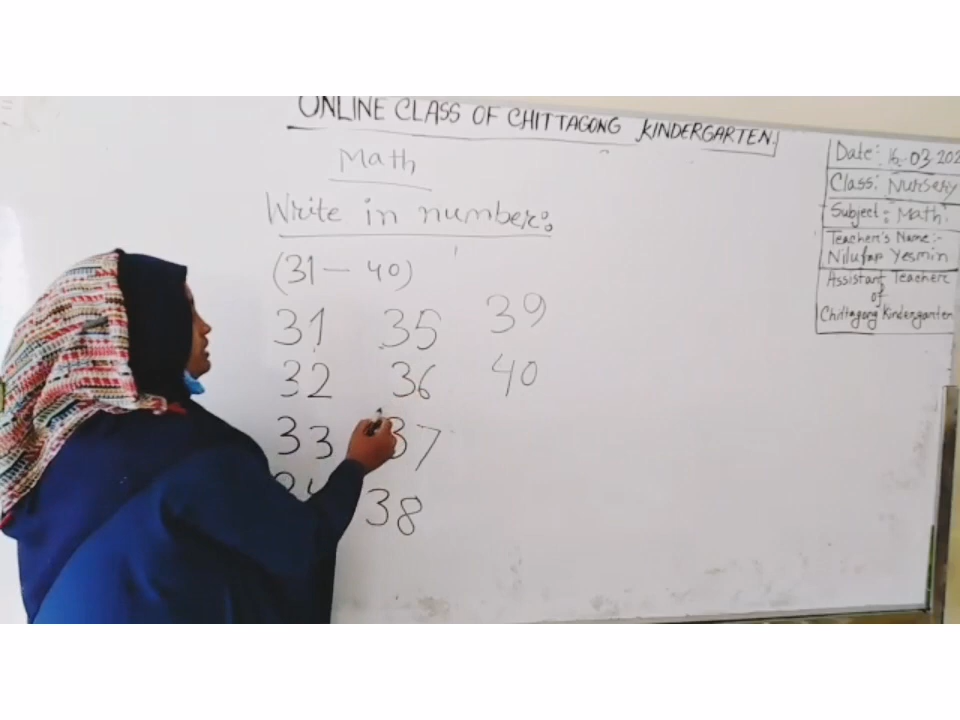 ONLINE CLASS OF CHITTAGONG KINDERGARTEN.
Math
Write in number:
(31 – 40)
31 35 39
32 36 40
33 37
34 38
Date: 16-03-202
Class: Nursery
Subject: Math.
Teacher's Name:-
Nilufar Yesmin
Assistant Teacher
of
Chittagong Kindergarten